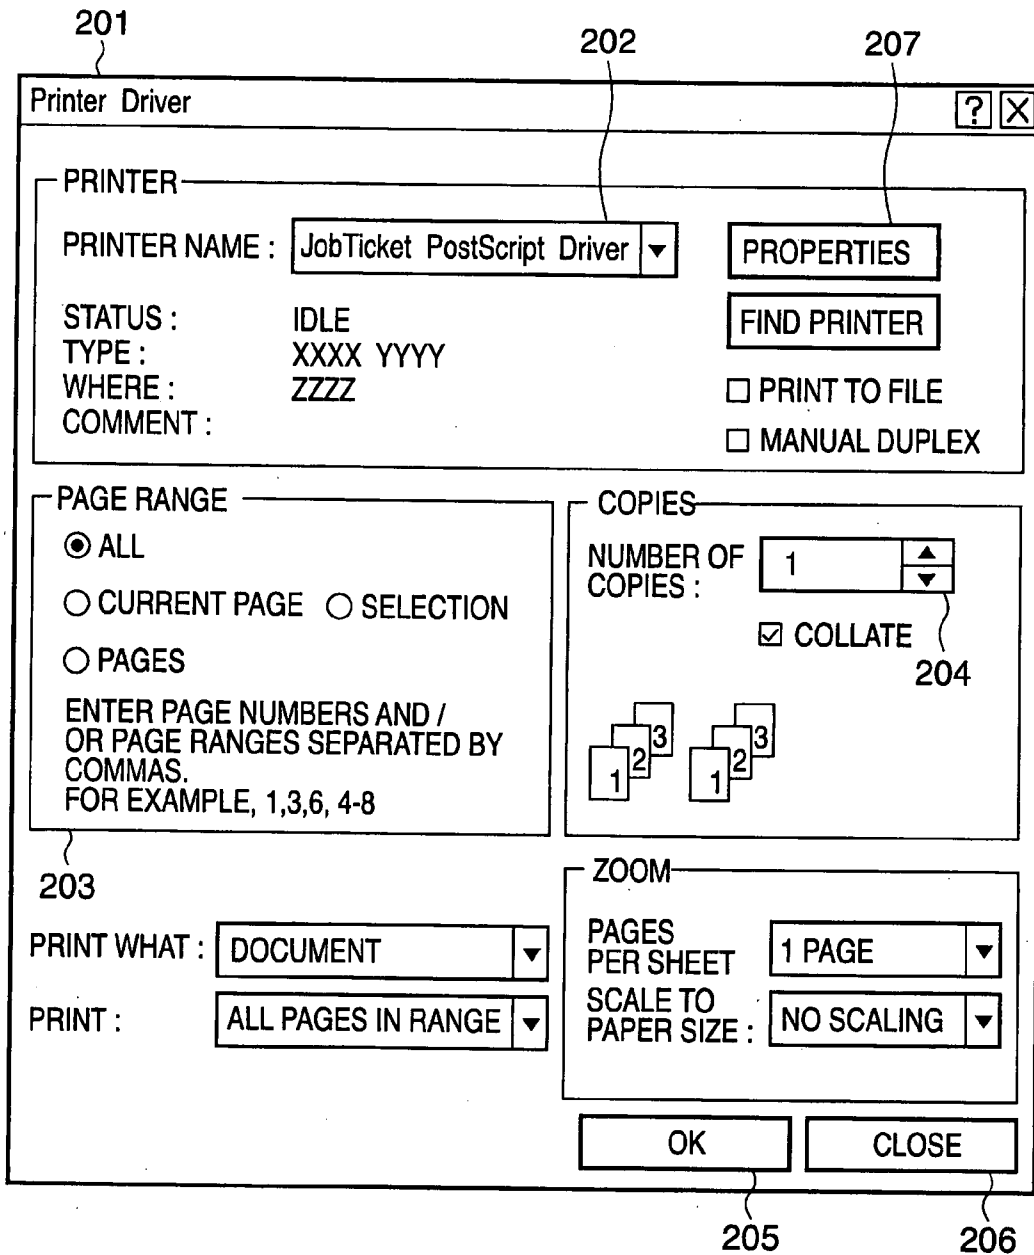 201
202
207
Printer Driver
? X
PRINTER
PRINTER NAME : JobTicket PostScript Driver
PROPERTIES
STATUS : IDLE
FIND PRINTER
TYPE : XXXX YYYY
WHERE : ZZZZ
PRINT TO FILE
COMMENT :
MANUAL DUPLEX
PAGE RANGE
ALL
CURRENT PAGE SELECTION
PAGES
ENTER PAGE NUMBERS AND /
OR PAGE RANGES SEPARATED BY
COMMAS.
FOR EXAMPLE, 1,3,6, 4-8
203
COPIES
NUMBER OF
COPIES : 1
COLLATE
204
1 2 3 1 2 3
PRINT WHAT : DOCUMENT
PRINT : ALL PAGES IN RANGE
ZOOM
PAGES
PER SHEET 1 PAGE
SCALE TO
PAPER SIZE : NO SCALING
OK
CLOSE
205
206